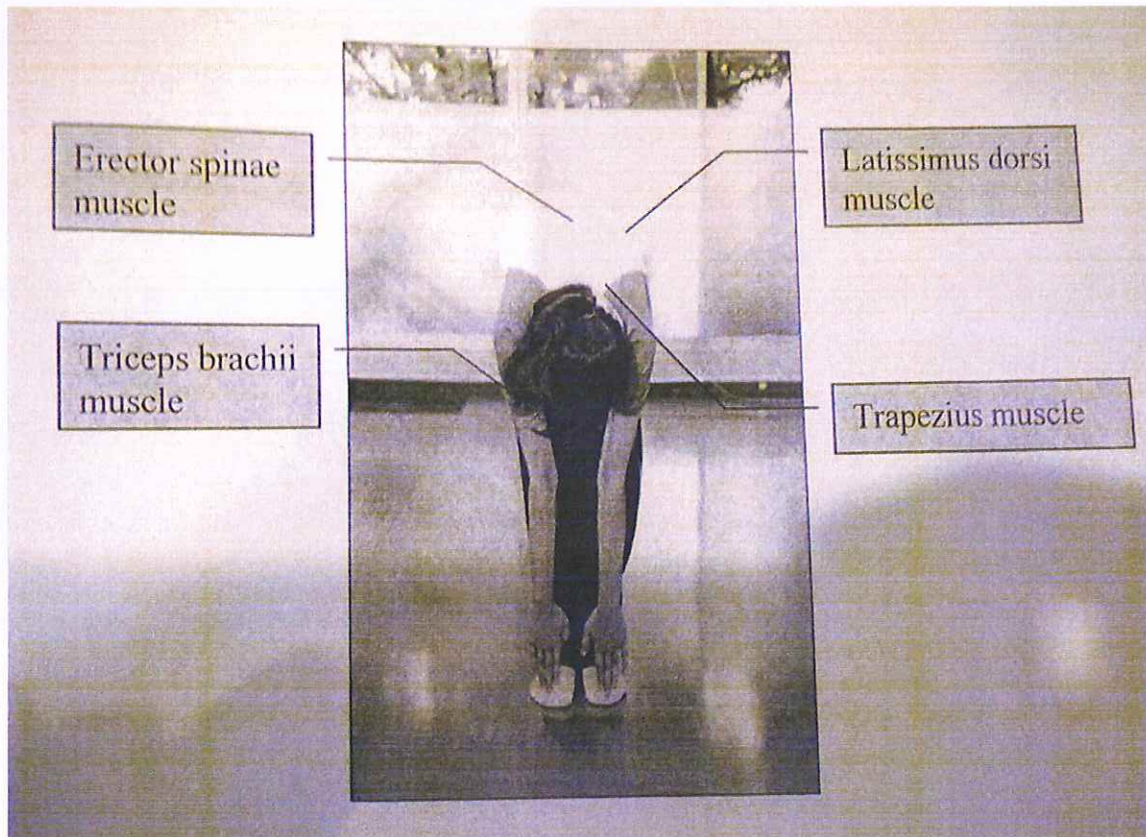 Erector spinae
muscle
Latissimus dorsi
muscle
Triceps brachii
muscle
Trapezius muscle